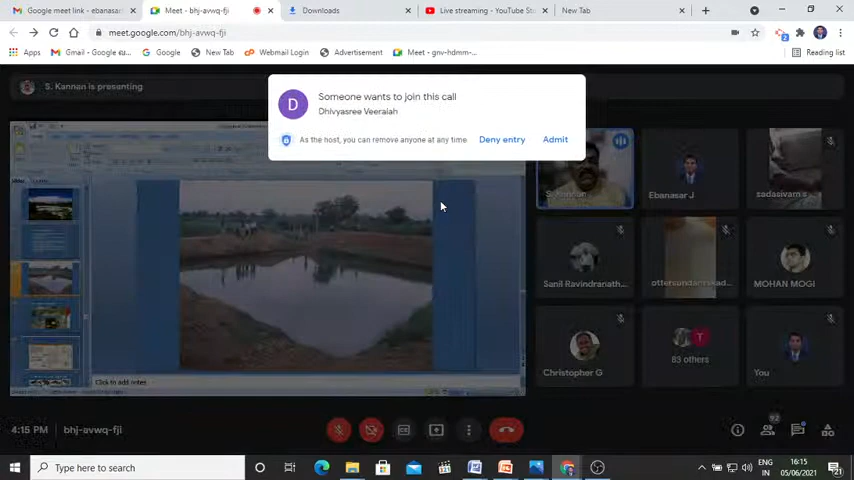 Google meet link - ebanasar
Meet - bhj-avwq-fji
Downloads
Live streaming - YouTube St
New Tab
meet.google.com/bhj-avwq-fji
Apps
Gmail - Google Sum...
Google
New Tab
Webmail Login
Advertisement
Meet - gnv-hdmm-...
Reading list
S. Kannan is presenting
Someone wants to join this call
D
Dhivyasree Veeraiah
As the host, you can remove anyone at any time
Deny entry
Admit
S. Kannan
Ebanasar J
sadasivam s
Sanil Ravindranath...
MOHAN MOGI
Christopher G
T
83 others
You
Click to add notes
4:15 PM
bhj-avwq-fji
92
Type here to search
ENG
IN
16:15
05/06/2021
21